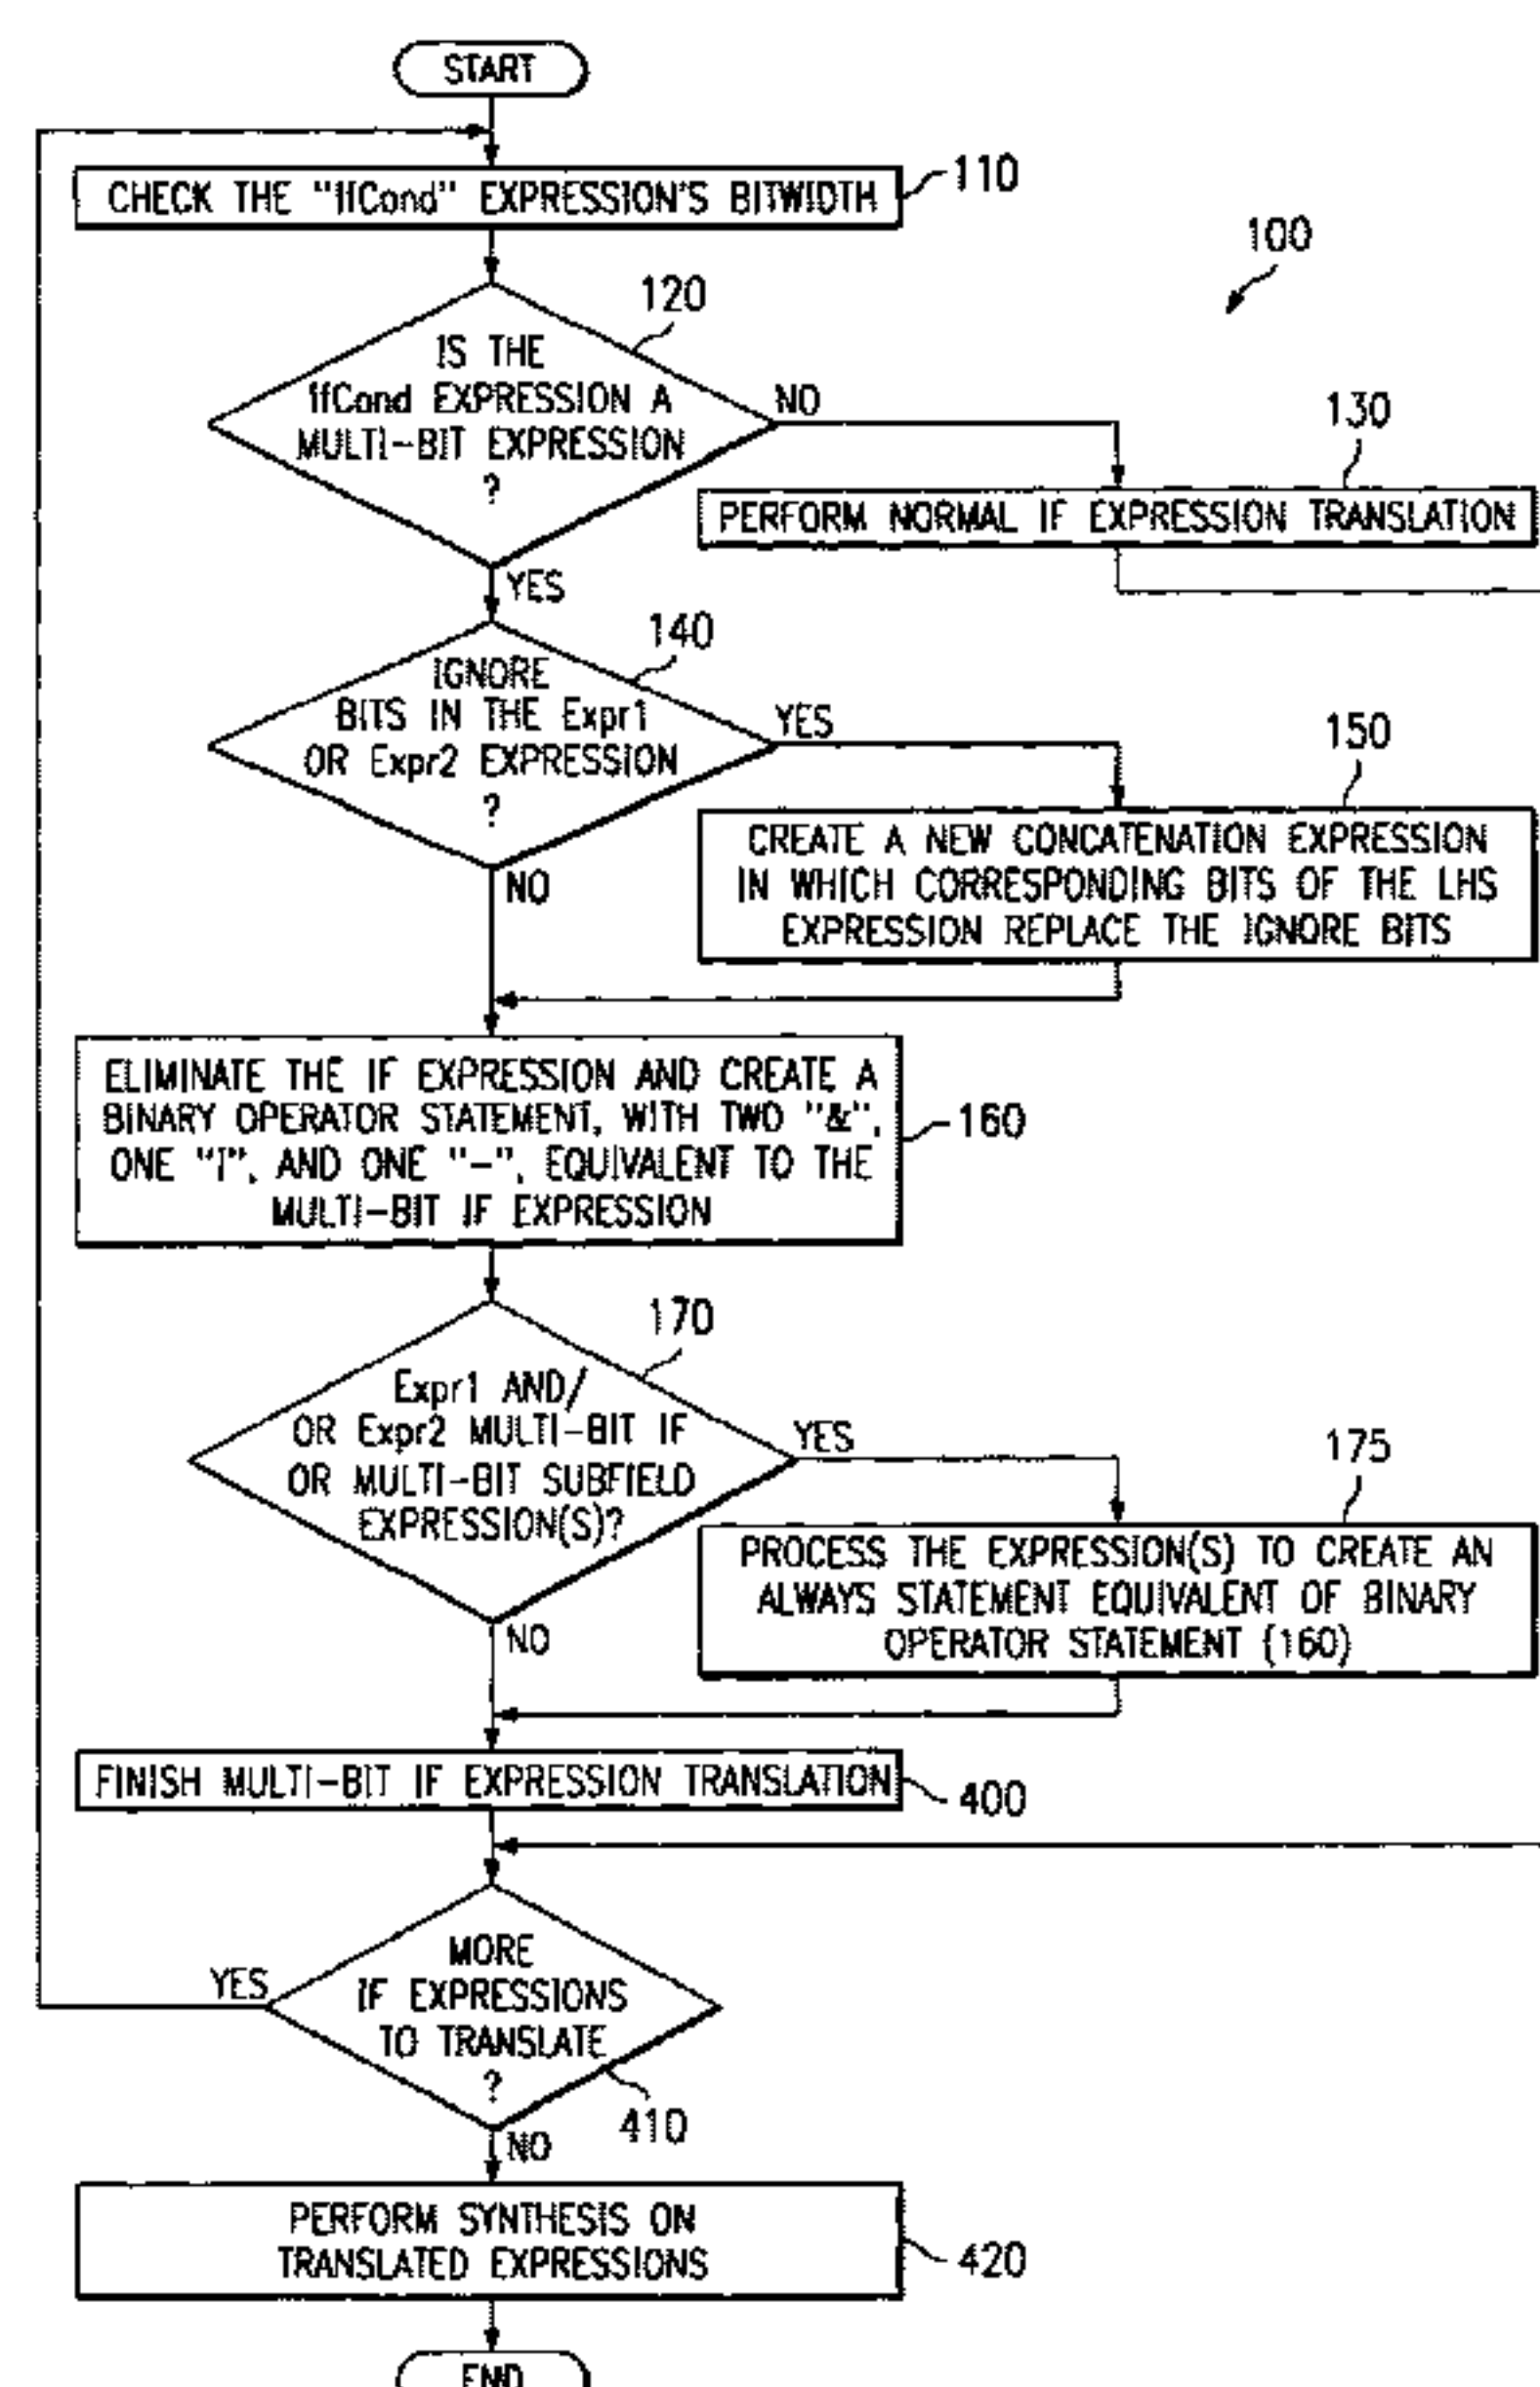 START
CHECK THE "ifCond" EXPRESSION'S BITWIDTH
110
100
120
IS THE
ifCond EXPRESSION A
MULTI-BIT EXPRESSION
?
NO
130
PERFORM NORMAL IF EXPRESSION TRANSLATION
YES
140
IGNORE
BITS IN THE Expr1
OR Expr2 EXPRESSION
?
YES
150
CREATE A NEW CONCATENATION EXPRESSION
IN WHICH CORRESPONDING BITS OF THE LHS
EXPRESSION REPLACE THE IGNORE BITS
NO
ELIMINATE THE IF EXPRESSION AND CREATE A
BINARY OPERATOR STATEMENT, WITH TWO "&",
ONE "|", AND ONE "-", EQUIVALENT TO THE
MULTI-BIT IF EXPRESSION
160
170
Expr1 AND/
OR Expr2 MULTI-BIT IF
OR MULTI-BIT SUBFIELD
EXPRESSION(S)?
YES
175
PROCESS THE EXPRESSION(S) TO CREATE AN
ALWAYS STATEMENT EQUIVALENT OF BINARY
OPERATOR STATEMENT (160)
NO
FINISH MULTI-BIT IF EXPRESSION TRANSLATION
400
MORE
IF EXPRESSIONS
TO TRANSLATE
?
YES
410
NO
PERFORM SYNTHESIS ON
TRANSLATED EXPRESSIONS
420
END